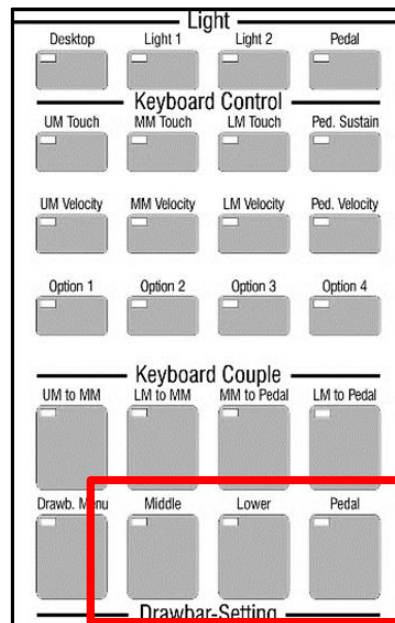 Light
Desktop Light 1 Light 2 Pedal
Keyboard Control
UM Touch MM Touch LM Touch Ped. Sustain
UM Velocity MM Velocity LM Velocity Ped. Velocity
Option 1 Option 2 Option 3 Option 4
Keyboard Couple
UM to MM LM to MM MM to Pedal LM to Pedal
Drawb. Menu Middle Lower Pedal
Drawbar-Setting